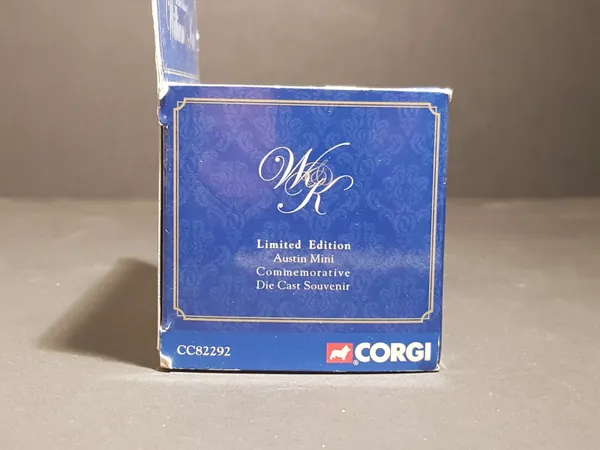 W&K
Limited Edition
Austin Mini
Commemorative
Die Cast Souvenir
CC82292
CORGI